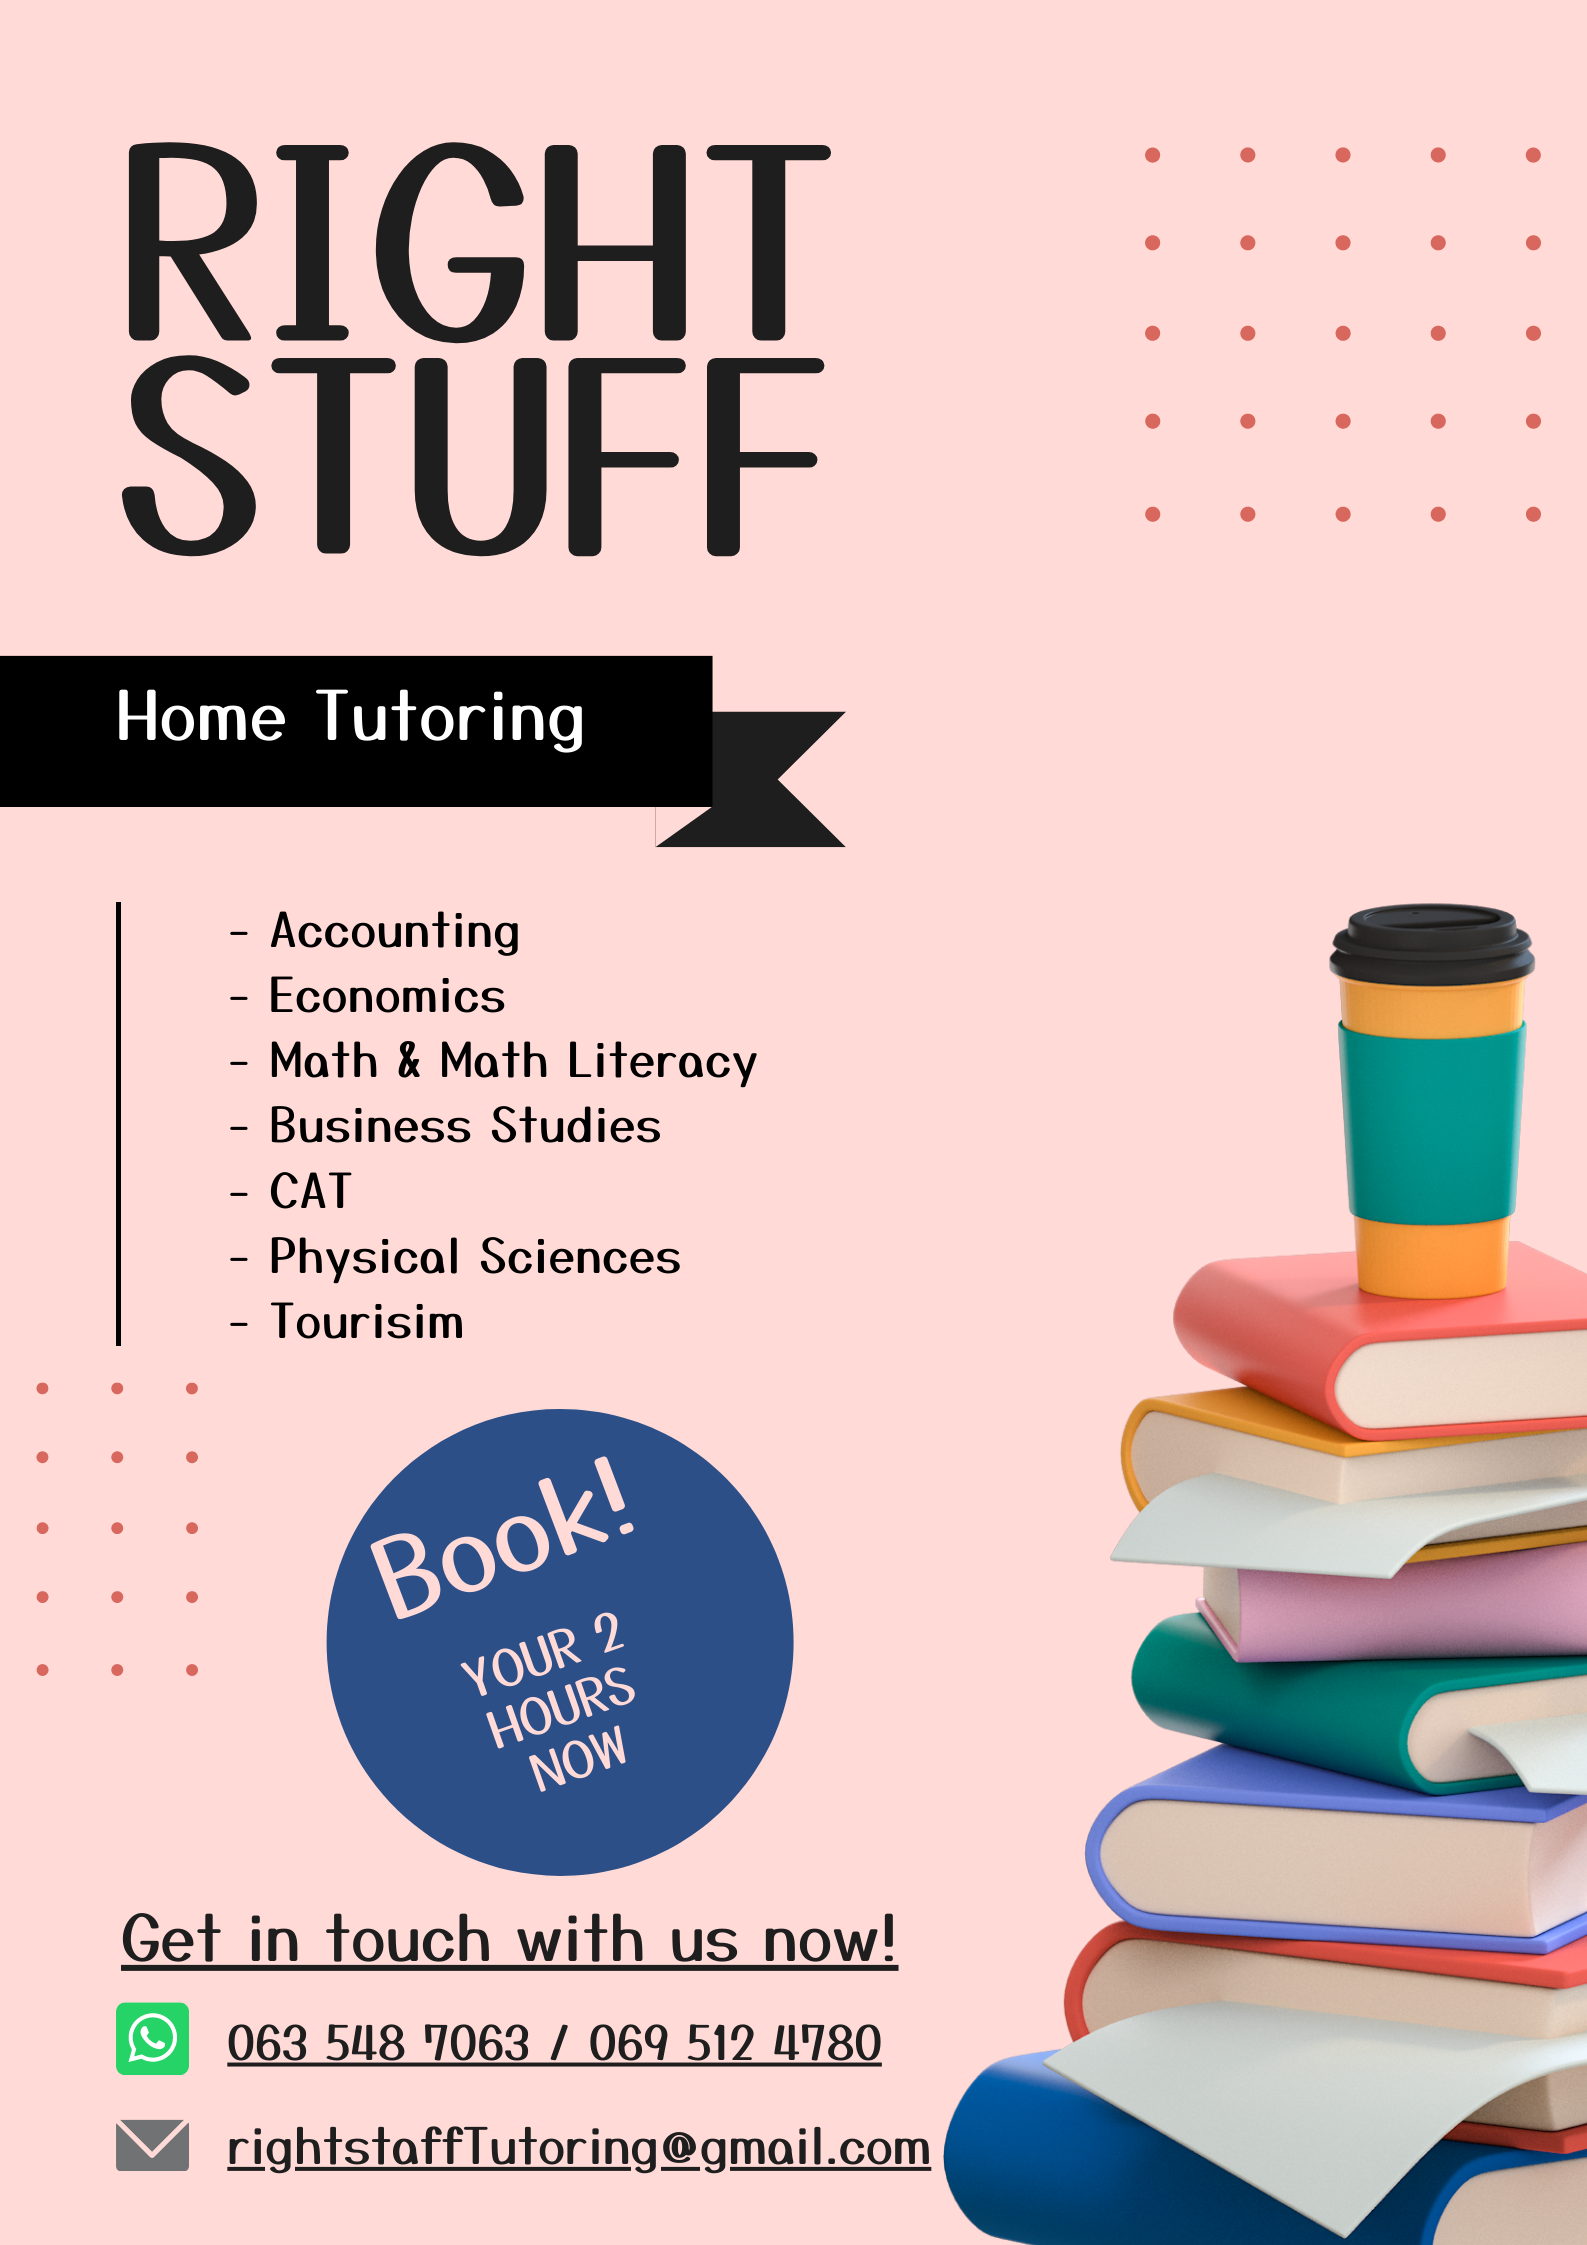 RIGHT
STUFF
Home Tutoring
- Accounting
- Economics
- Math & Math Literacy
- Business Studies
- CAT
- Physical Sciences
- Tourisim
Book!
YOUR 2
HOURS
NOW
Get in touch with us now!
063 548 7063 / 069 512 4780
rightstaffTutoring@gmail.com